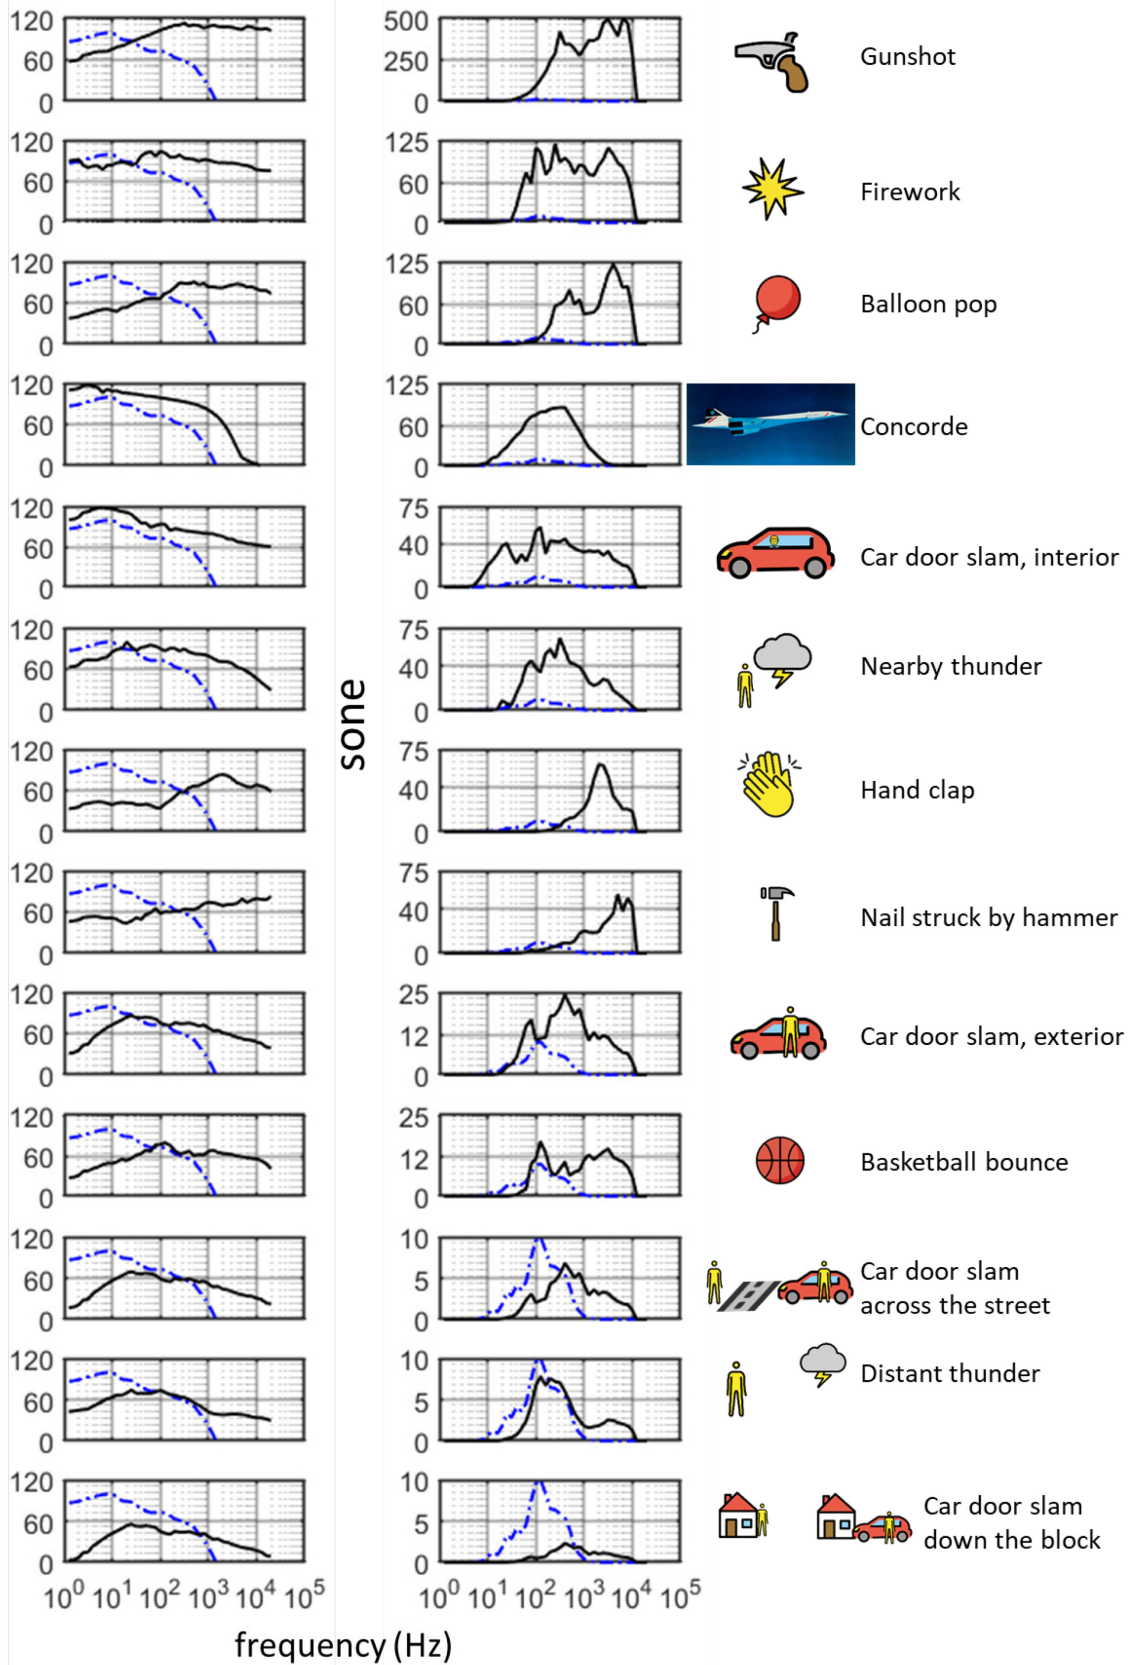 120 500
60 250 Gunshot
0 0
120 125
60 60 Firework
0 0
120 125
60 60 Balloon pop
0 0
120 125
60 60 Concorde
0 0
120 75
60 40 Car door slam, interior
0 0
120 75
60 40 Nearby thunder
0 0
sone
120 75
60 40 Hand clap
0 0
120 75
60 40 Nail struck by hammer
0 0
120 25
60 12 Car door slam, exterior
0 0
120 25
60 12 Basketball bounce
0 0
120 10
60 5 Car door slam
across the street
0 0
120 10
60 5 Distant thunder
0 0
120 10
60 5 Car door slam
down the block
0 0
10⁰ 10¹ 10² 10³ 10⁴ 10⁵ 10⁰ 10¹ 10² 10³ 10⁴ 10⁵
frequency (Hz)